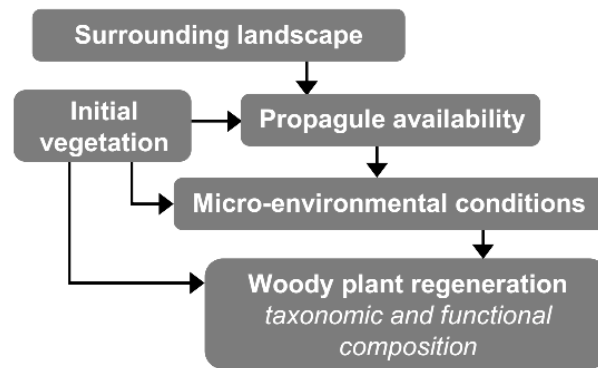 Surrounding landscape
Initial
vegetation
Propagule availability
Micro-environmental conditions
Woody plant regeneration
taxonomic and functional
composition